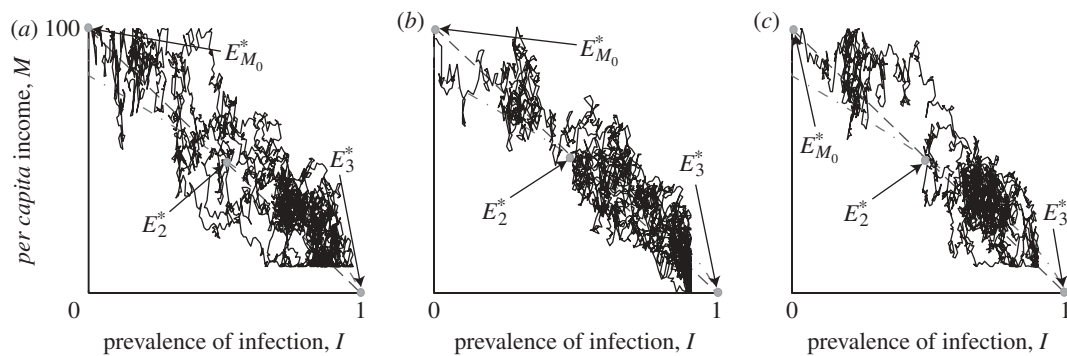 (a)
100
E*M0
E*3
E*2
0
1
prevalence of infection, I
per capita income, M
(b)
E*M0
E*3
E*2
0
1
prevalence of infection, I
(c)
E*M0
E*3
E*2
0
1
prevalence of infection, I